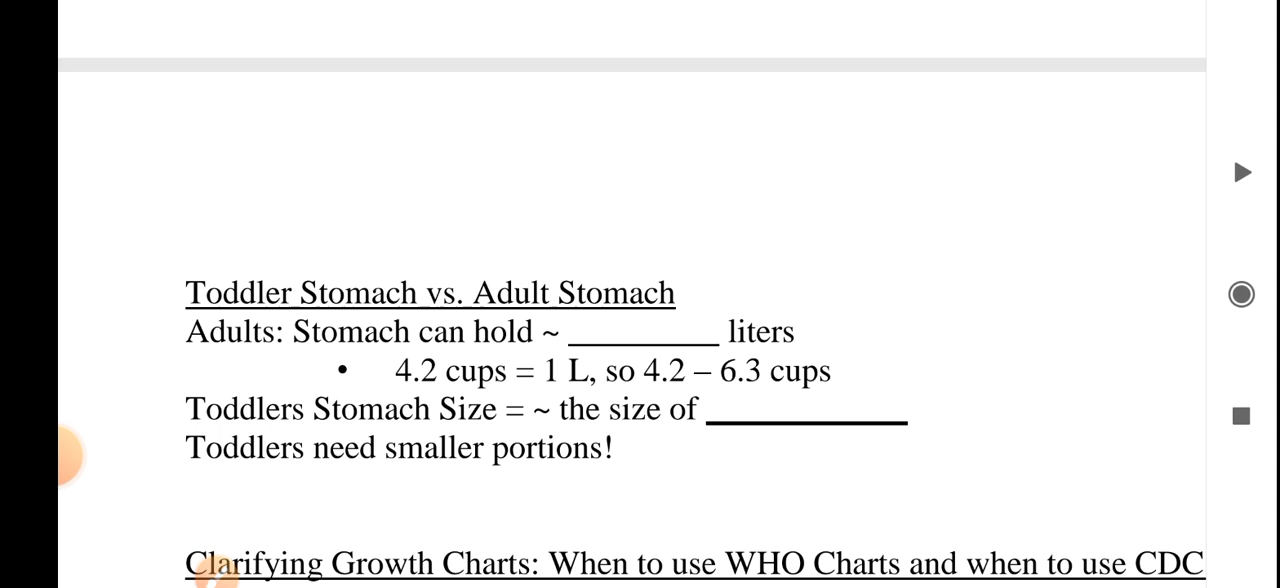 Toddler Stomach vs. Adult Stomach
Adults: Stomach can hold ~ _________ liters
• 4.2 cups = 1 L, so 4.2 – 6.3 cups
Toddlers Stomach Size = ~ the size of ____________
Toddlers need smaller portions!
Clarifying Growth Charts: When to use WHO Charts and when to use CDC